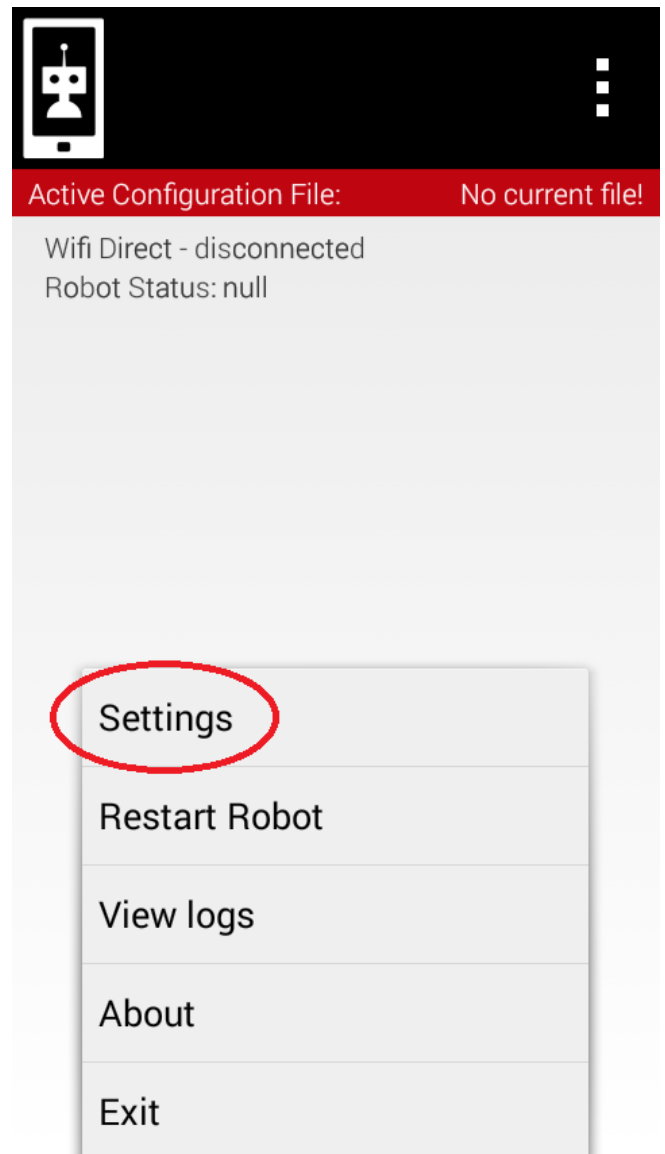 Active Configuration File: No current file!
Wifi Direct - disconnected
Robot Status: null
Settings
Restart Robot
View logs
About
Exit